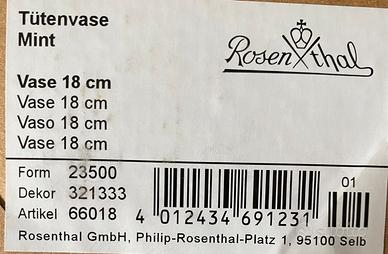 Tütenvase
Mint
Rosenthal
Vase 18 cm
Vase 18 cm
Vaso 18 cm
Vase 18 cm
Form 23500
Dekor 321333
Artikel 66018
4 012434 691231
01
Rosenthal GmbH, Philip-Rosenthal-Platz 1, 95100 Selb